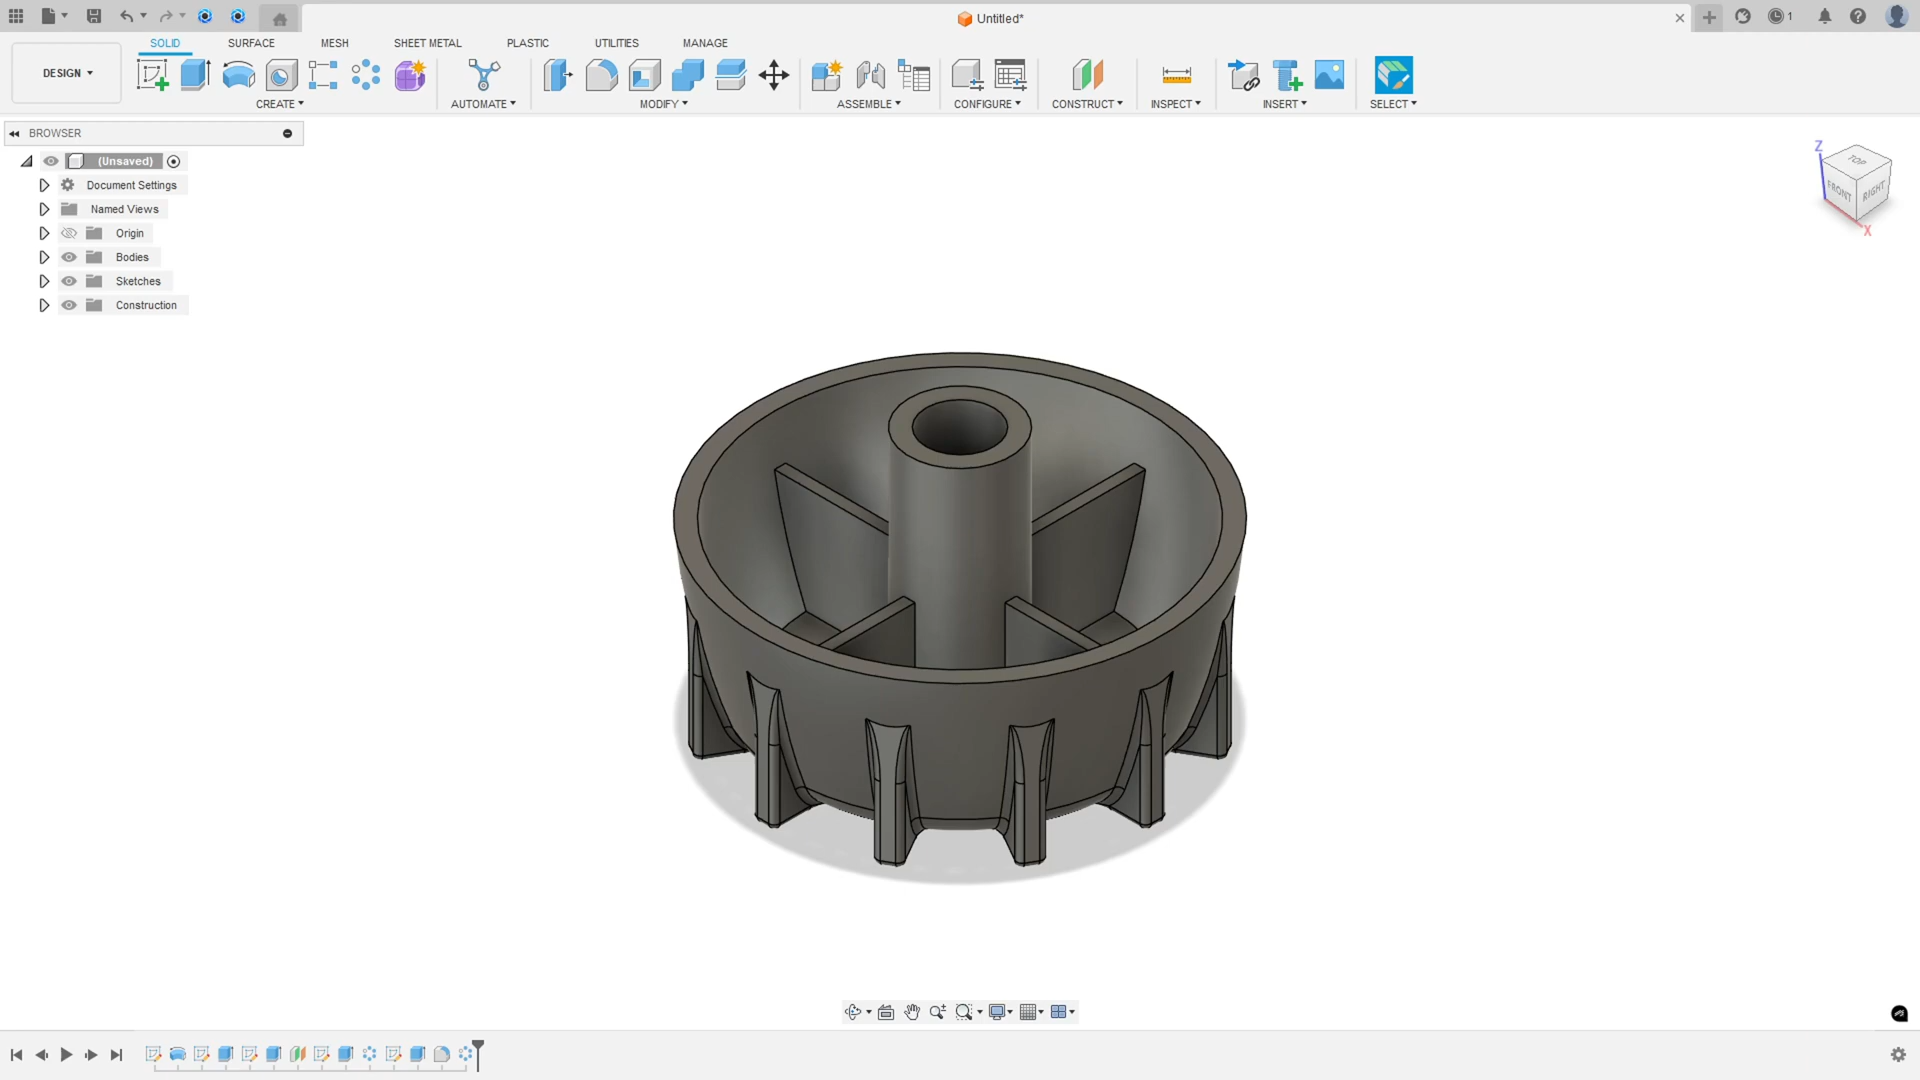 Untitled*
1
DESIGN
SOLID
SURFACE
MESH
SHEET METAL
PLASTIC
UTILITIES
MANAGE
CREATE
AUTOMATE
MODIFY
ASSEMBLE
CONFIGURE
CONSTRUCT
INSPECT
INSERT
SELECT
BROWSER
(Unsaved)
Document Settings
Named Views
Origin
Bodies
Sketches
Construction
Z
TOP
FRONT
RIGHT
X